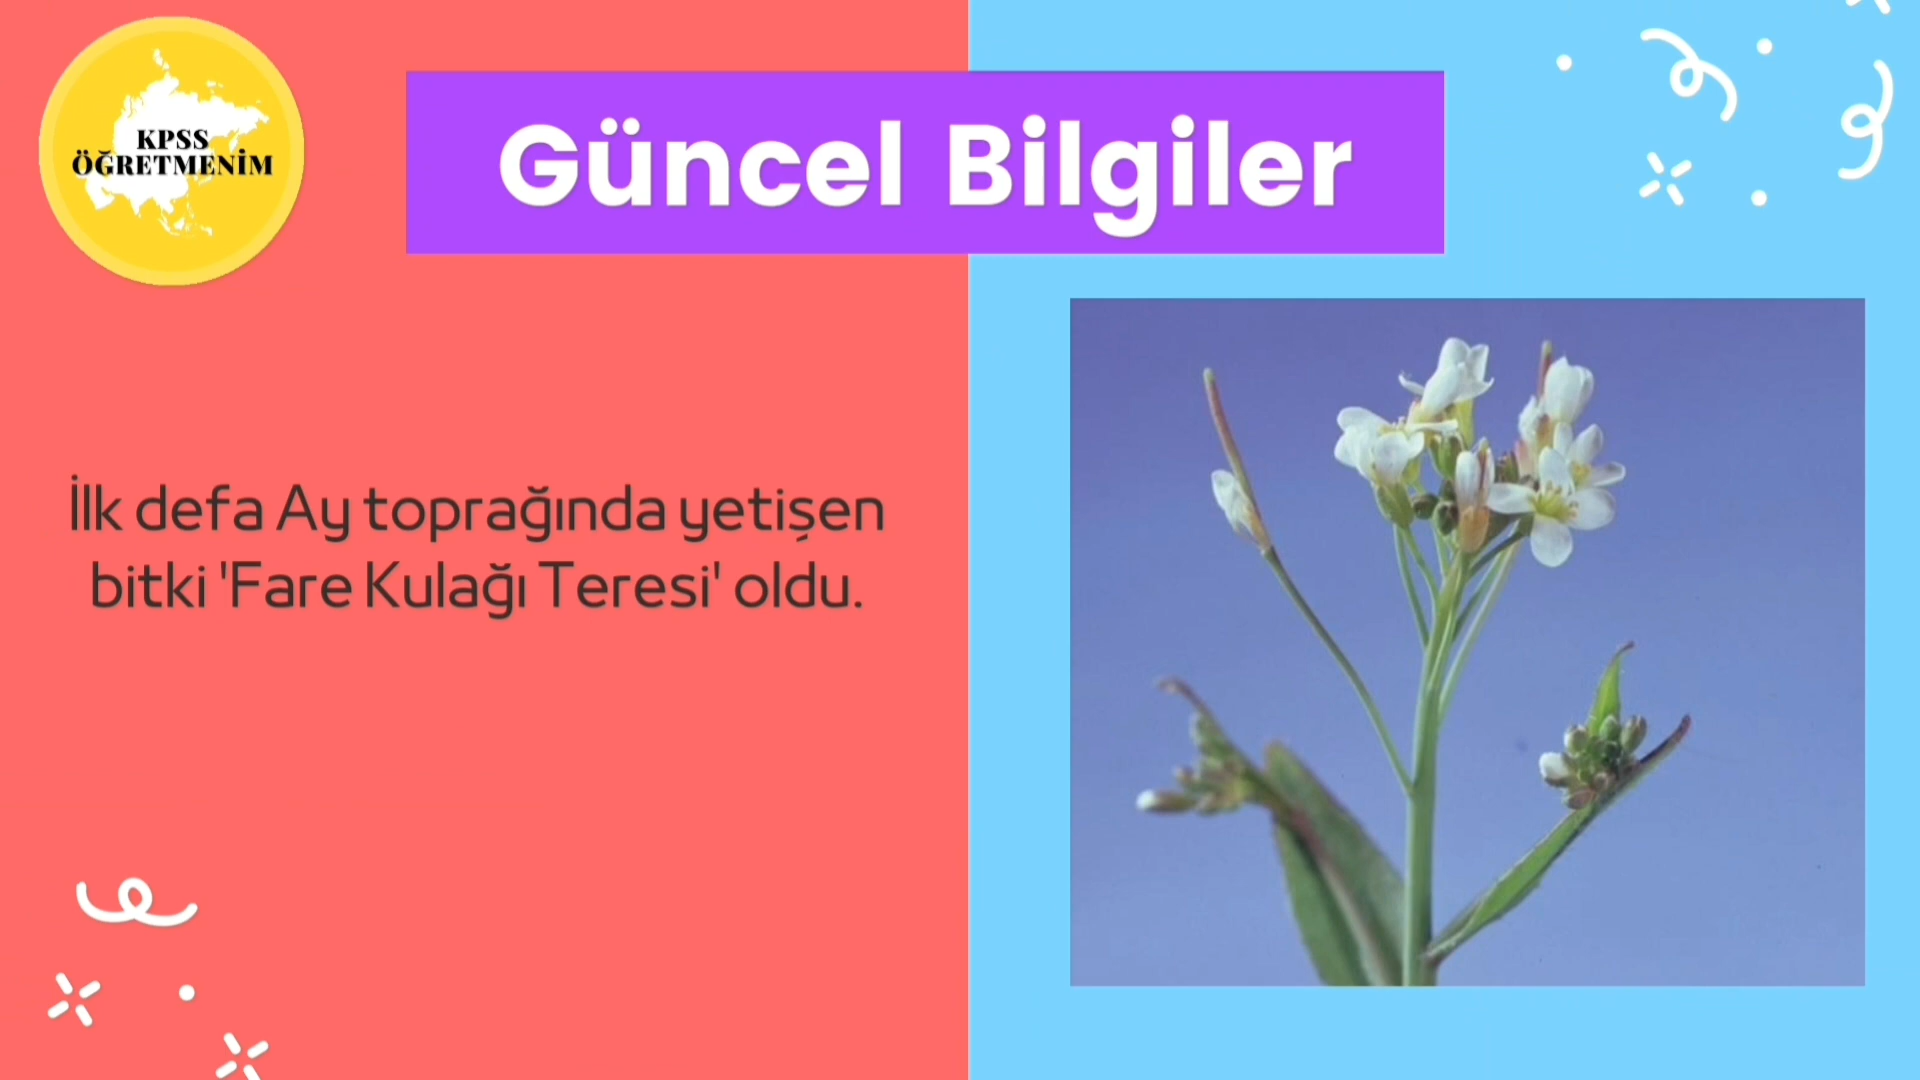 KPSS
ÖĞRETMENİM
Güncel Bilgiler
İlk defa Ay toprağında yetişen
bitki 'Fare Kulağı Teresi' oldu.